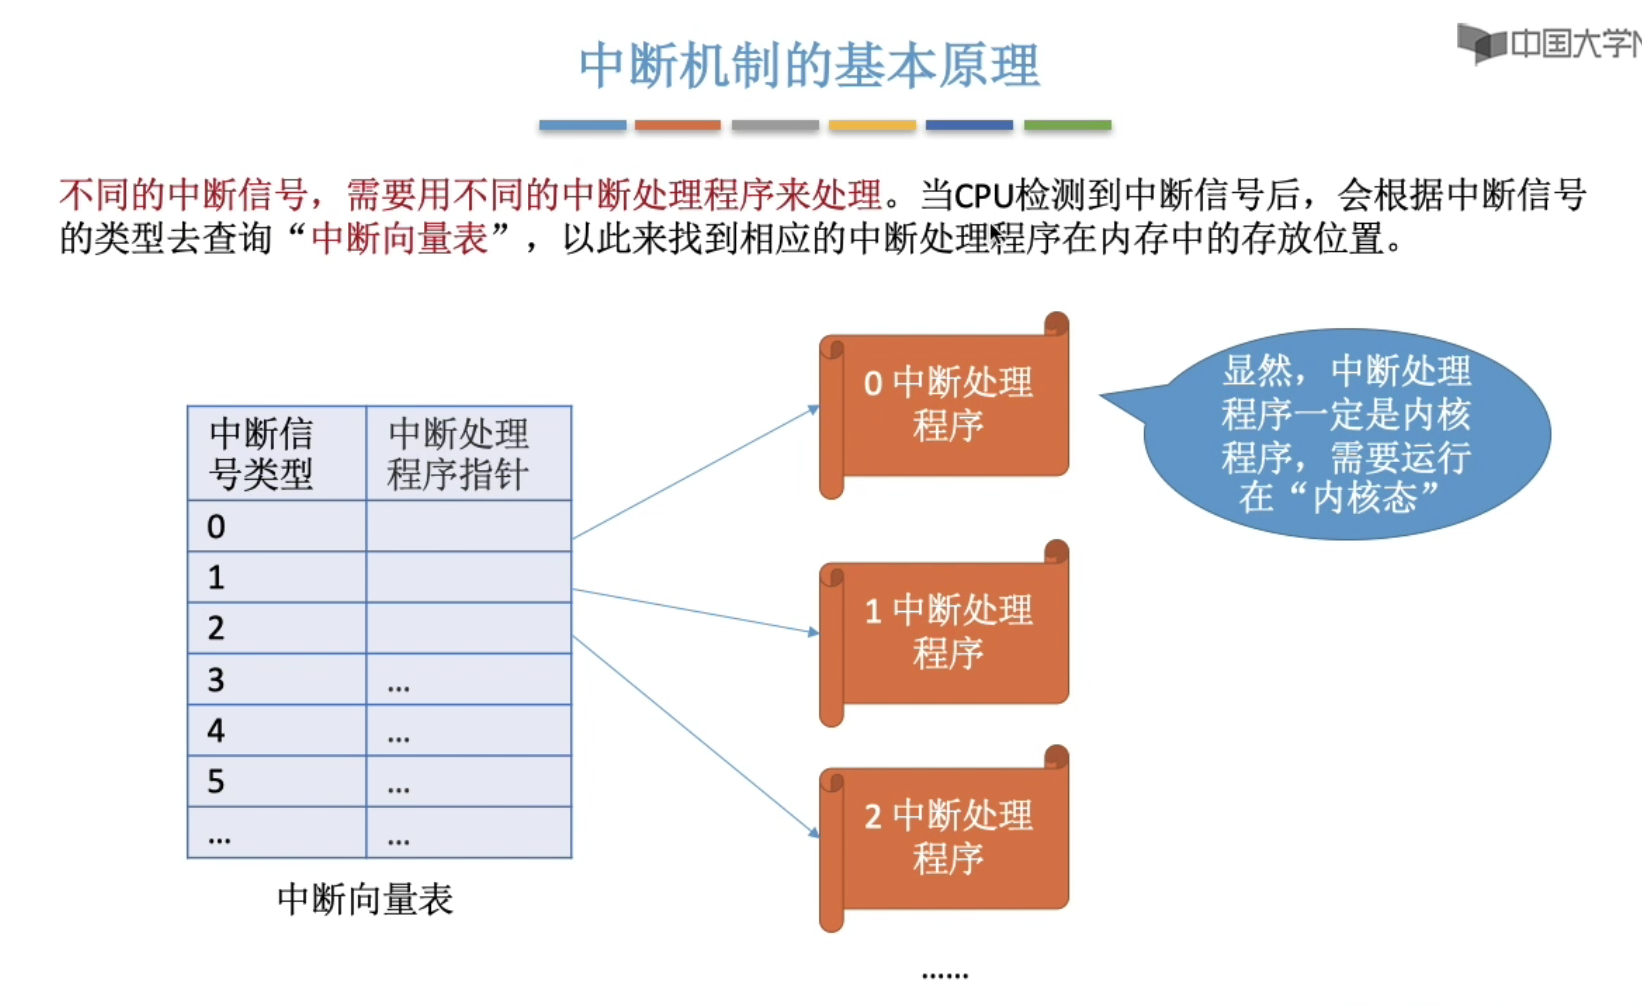 中断机制的基本原理
中国大学
不同的中断信号，需要用不同的中断处理程序来处理。当CPU检测到中断信号后，会根据中断信号
的类型去查询“中断向量表”，以此来找到相应的中断处理程序在内存中的存放位置。
中断信
号类型
中断处理
程序指针
0
1
2
3 ...
4 ...
5 ...
... ...
中断向量表
0 中断处理
程序
1 中断处理
程序
2 中断处理
程序
......
显然，中断处理
程序一定是内核
程序，需要运行
在“内核态”